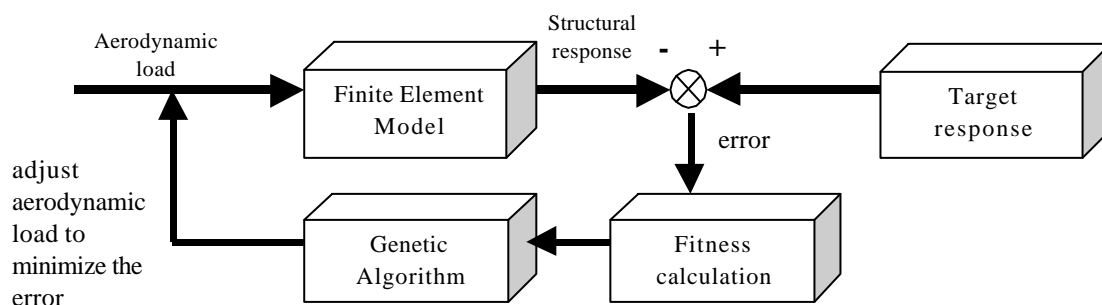 Aerodynamic
load
Structural
response
- +
Finite Element
Model
Target
response
error
adjust
aerodynamic
load to
minimize the
error
Genetic
Algorithm
Fitness
calculation